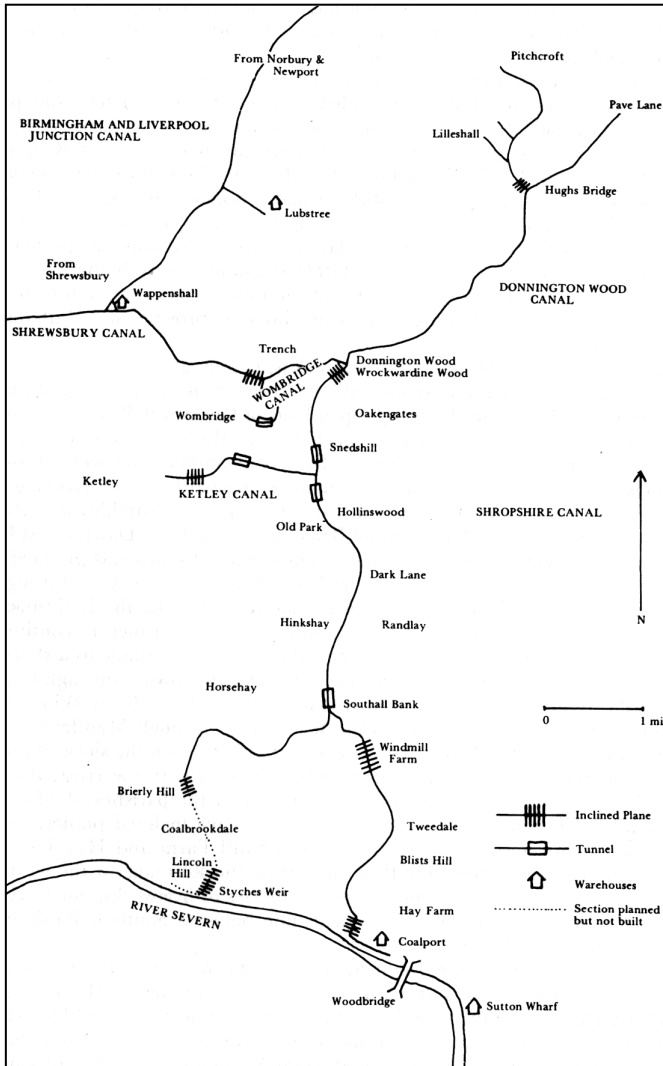 From Norbury &
Newport
Pitchcroft
Pave Lane
BIRMINGHAM AND LIVERPOOL
JUNCTION CANAL
Lilleshall
Hughs Bridge
Lubstree
From
Shrewsbury
Wappenshall
DONNINGTON WOOD
CANAL
SHREWSBURY CANAL
Trench
WOMBRIDGE
CANAL
Donnington Wood
Wrockwardine Wood
Wombridge
Oakengates
Snedshill
Ketley
KETLEY CANAL
Hollinswood
SHROPSHIRE CANAL
Old Park
Dark Lane
N
Hinkshay
Randlay
Horsehay
Southall Bank
0 1 mi
Windmill
Farm
Brierly Hill
Tweedale
Inclined Plane
Coalbrookdale
Tunnel
Blists Hill
Lincoln
Hill
Styches Weir
Warehouses
RIVER SEVERN
Hay Farm
Section planned
but not built
Coalport
Woodbridge
Sutton Wharf